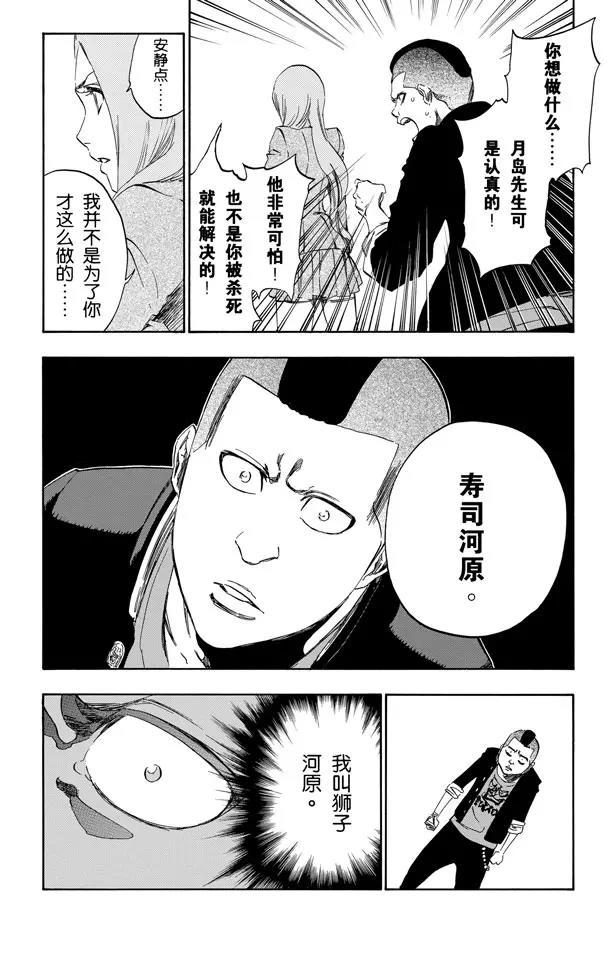 你想做什么……
月岛先生可
是认真的！
他非常可怕！
也不是你被杀死
就能解决的！
安静点……
我并不是为了你
才这么做的……
寿司河原。
我叫狮子
河原。